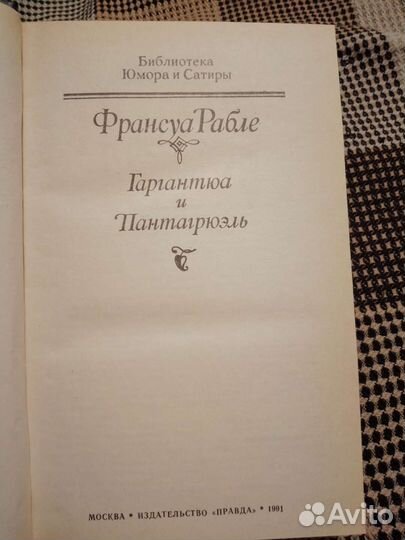 Библиотека
Юмора и Сатиры
Франсуа Рабле
Гаргантюа
и
Пантагрюэль
МОСКВА • ИЗДАТЕЛЬСТВО «ПРАВДА» • 1991
Avito